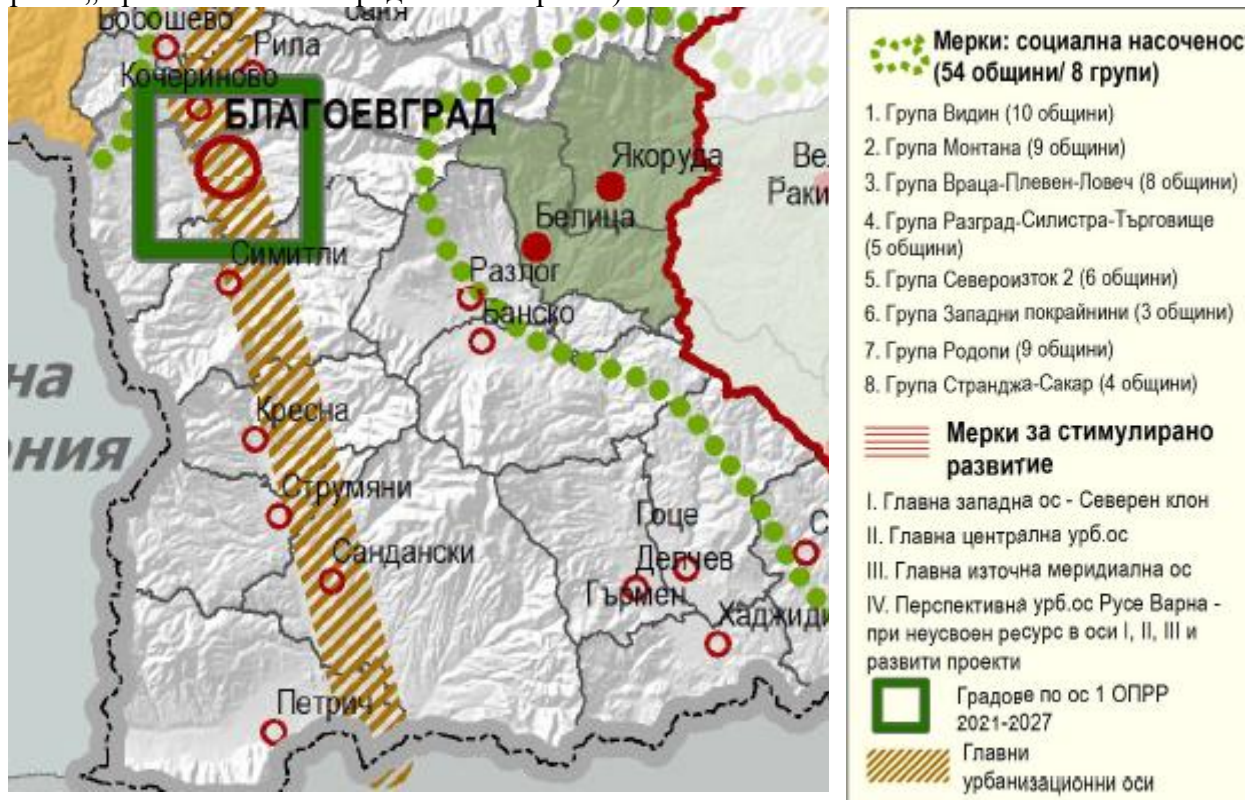 Бобошево
Рила
Кочериново
БЛАГОЕВГРАД
Якоруда
Ве
Раки
Белица
Симитли
Разлог
Банско
на
Кресна
ония
Струмяни
Гоце
С
Сандански
Делчев
Гърмен
Хаджиди
Петрич
Мерки: социална насоченос
(54 общини/ 8 групи)
1. Група Видин (10 общини)
2. Група Монтана (9 общини)
3. Група Враца-Плевен-Ловеч (8 общини)
4. Група Разград-Силистра-Търговище
(5 общини)
5. Група Североизток 2 (6 общини)
6. Група Западни покрайнини (3 общини)
7. Група Родопи (9 общини)
8. Група Странджа-Сакар (4 общини)
Мерки за стимулирано
развитие
I. Главна западна ос - Северен клон
II. Главна централна урб.ос
III. Главна източна меридиална ос
IV. Перспективна урб.ос Русе Варна -
при неусвоен ресурс в оси I, II, III и
развити проекти
Градове по ос 1 ОПРР
2021-2027
Главни
урбанизационни оси